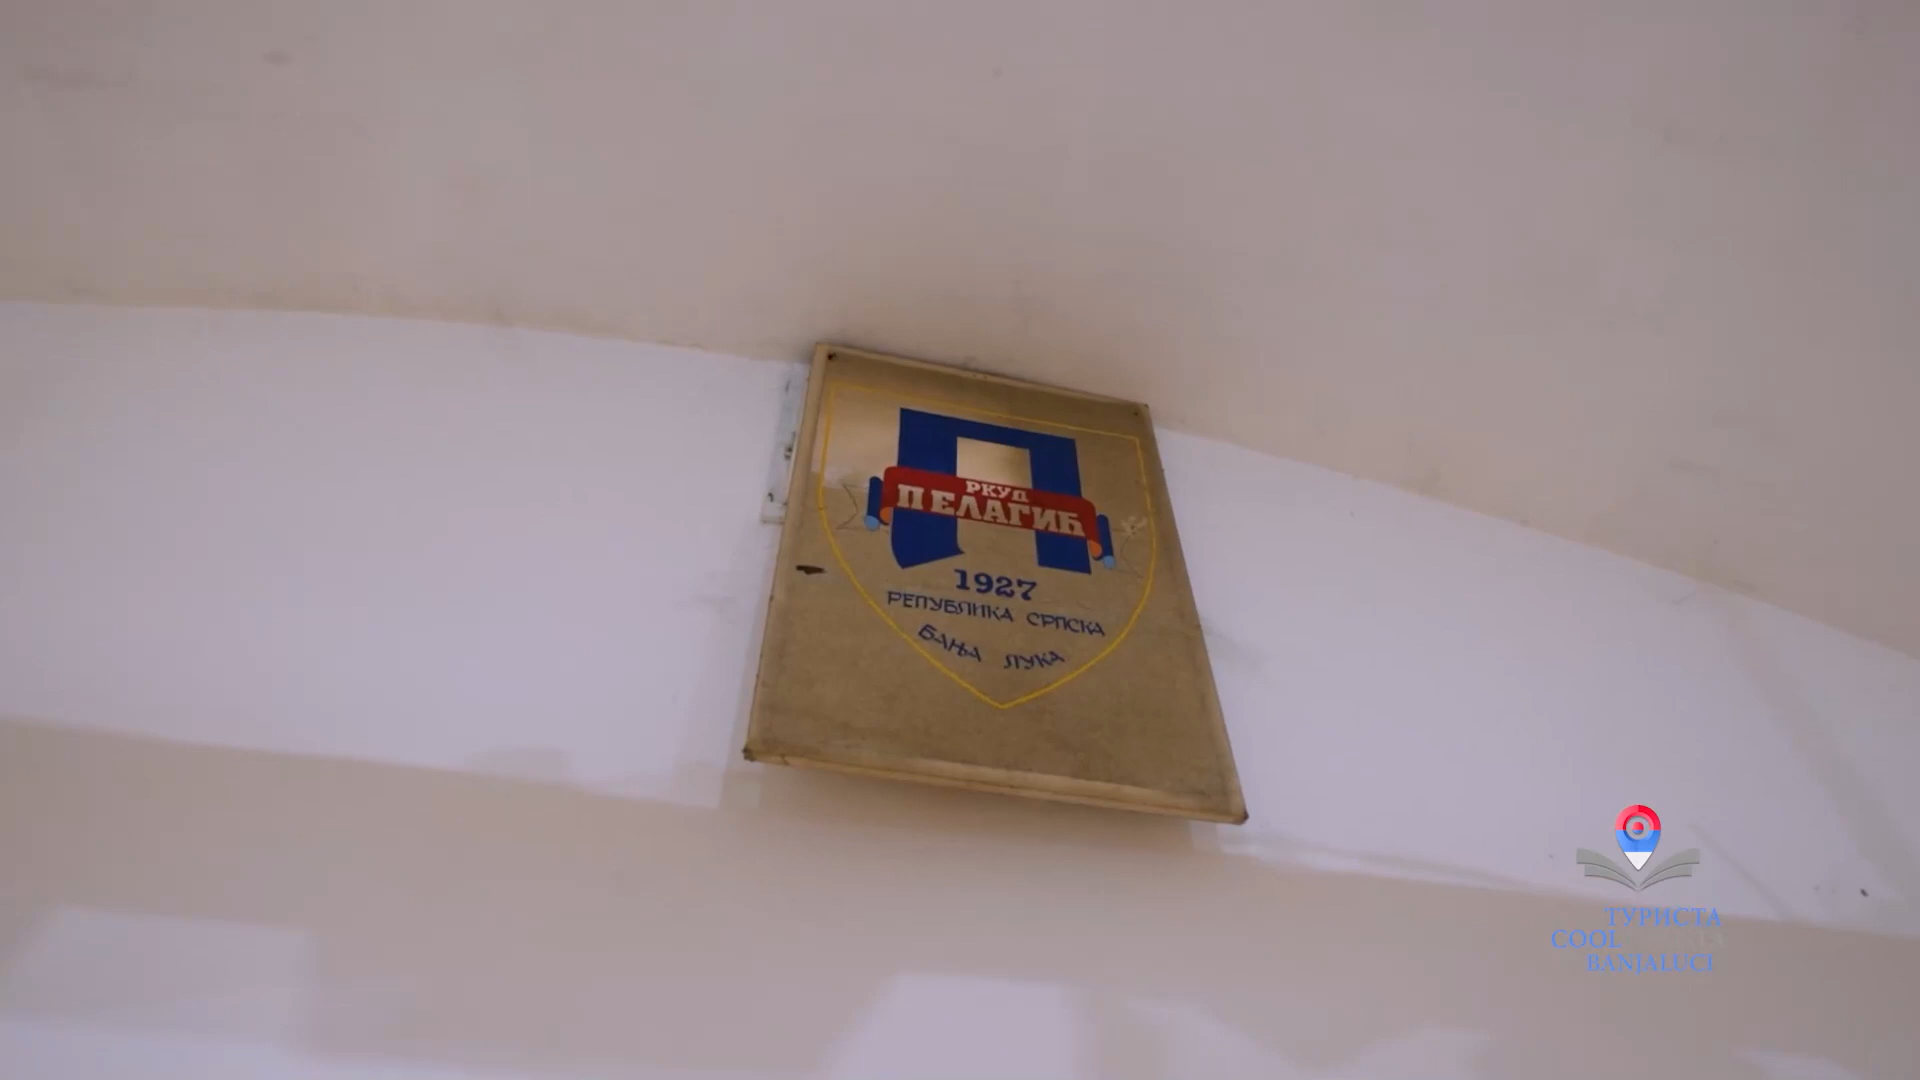 РКУД
ПЕЛАГИЋ
1927
РЕПУБЛИКА СРПСКА
БАЊА ЛУКА
ТУРИСТА
COOL
BANJALUCI